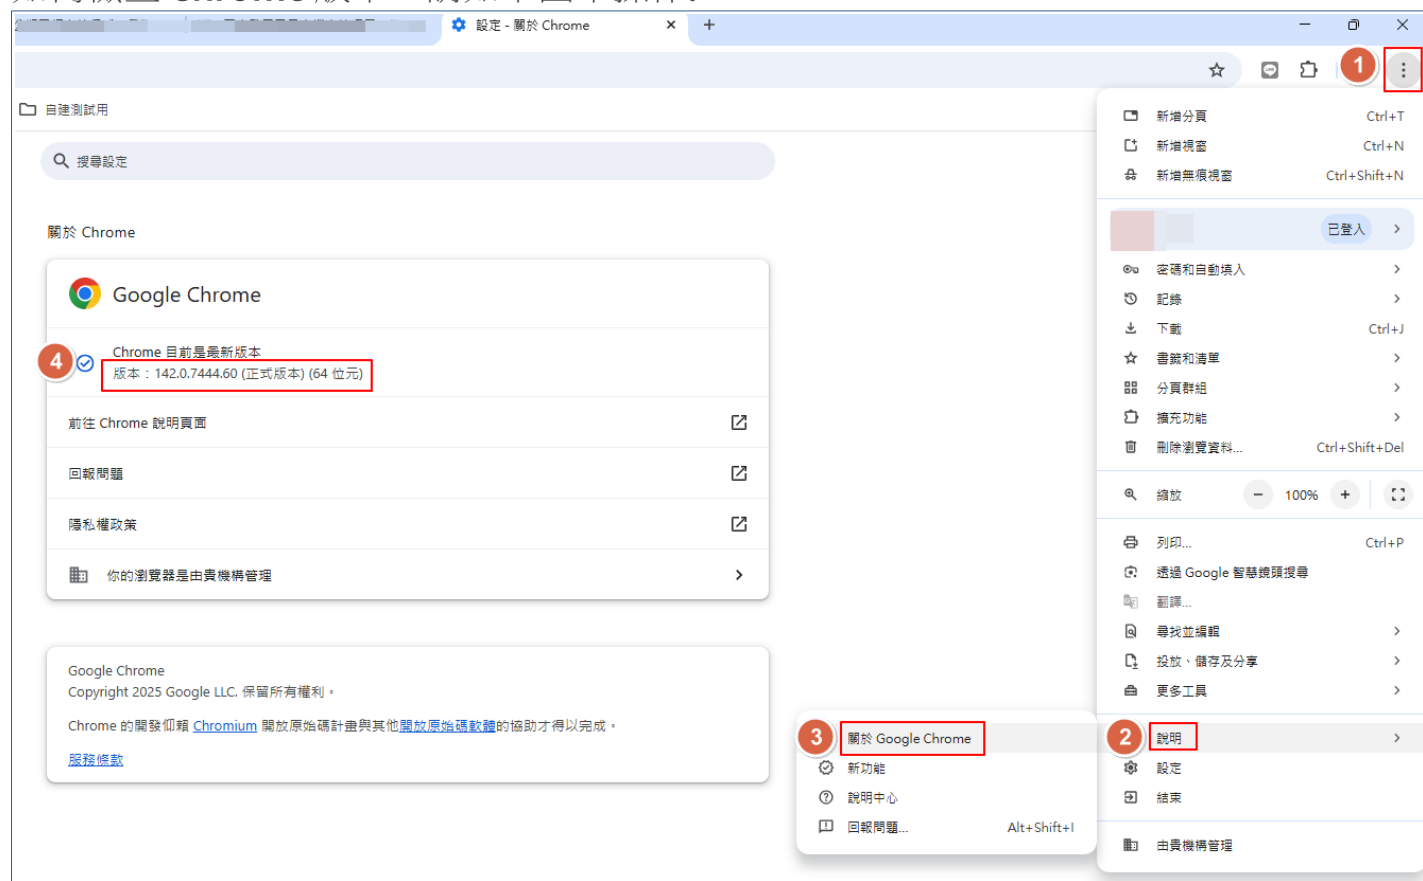 設定 - 關於 Chrome
1
自建測試用
搜尋設定
關於 Chrome
Google Chrome
4
Chrome 目前是最新版本
版本：142.0.7444.60 (正式版本) (64 位元)
前往 Chrome 說明頁面
回報問題
隱私權政策
你的瀏覽器是由貴機構管理
Google Chrome
Copyright 2025 Google LLC. 保留所有權利。
Chrome 的開發仰賴 Chromium 開放原始碼計畫與其他開放原始碼軟體的協助才得以完成。
服務條款
新增分頁 Ctrl+T
新增視窗 Ctrl+N
新增無痕視窗 Ctrl+Shift+N
已登入
密碼和自動填入
記錄
下載 Ctrl+J
書籤和清單
分頁群組
擴充功能
刪除瀏覽資料... Ctrl+Shift+Del
縮放 - 100% +
列印... Ctrl+P
透過 Google 智慧鏡頭搜尋
翻譯...
尋找並編輯
投放、儲存及分享
更多工具
2 說明
設定
結束
由貴機構管理
3 關於 Google Chrome
新功能
說明中心
回報問題... Alt+Shift+I